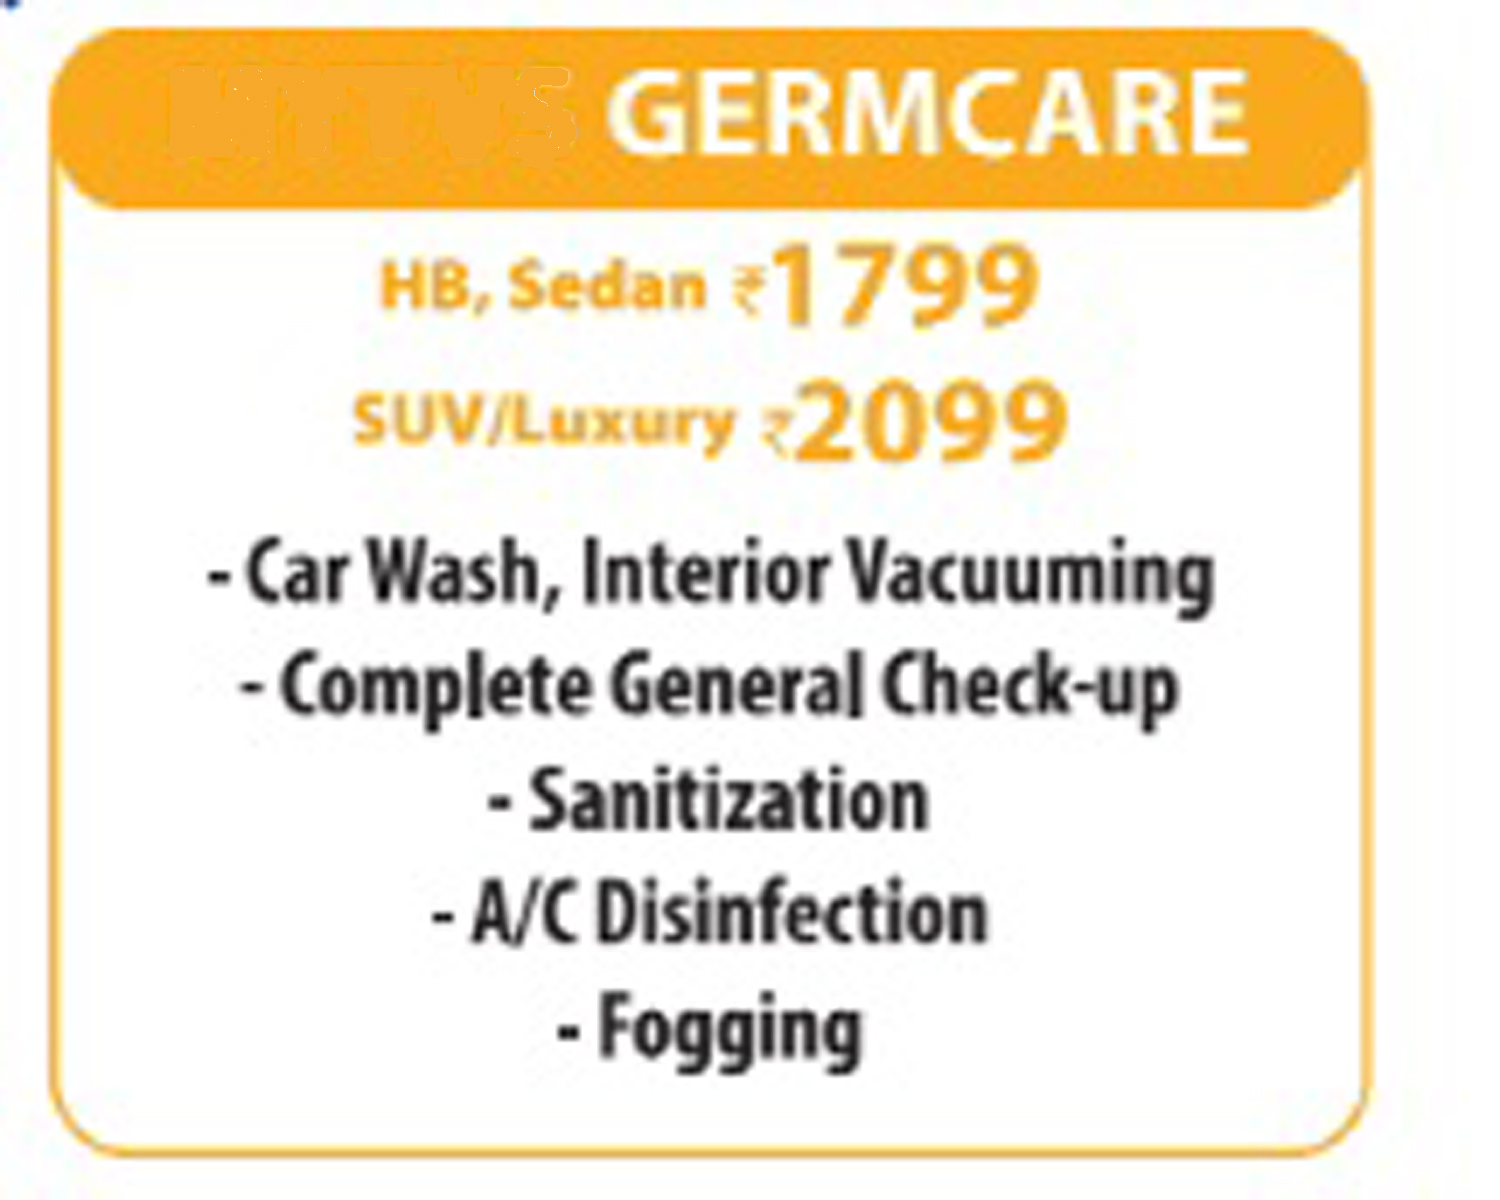 GERMCARE
HB, Sedan ₹1799
SUV/Luxury ₹2099
- Car Wash, Interior Vacuuming
- Complete General Check-up
- Sanitization
- A/C Disinfection
- Fogging